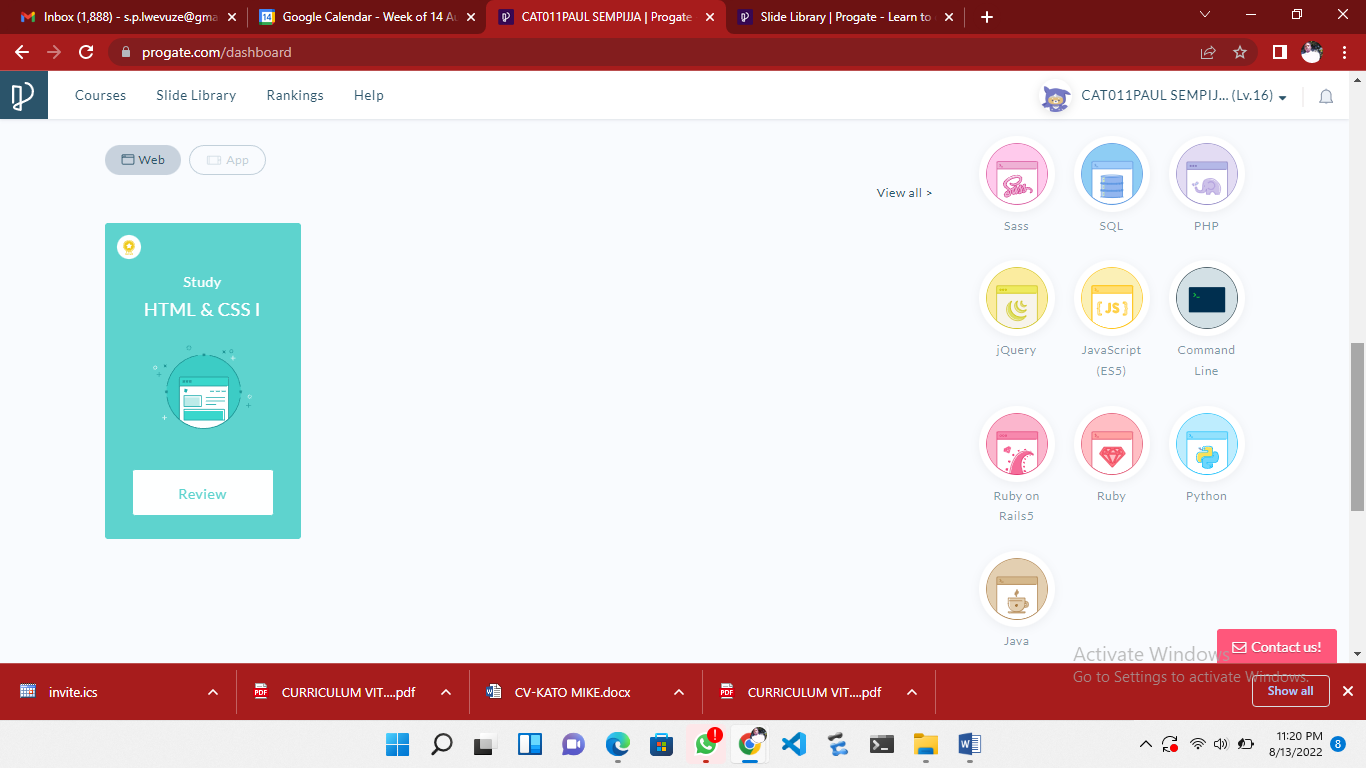 Inbox (1,888) - s.p.lwevuze@gma
Google Calendar - Week of 14 Au
CAT011PAUL SEMPIJJA | Progate
Slide Library | Progate - Learn to
progate.com/dashboard
Courses
Slide Library
Rankings
Help
CAT011PAUL SEMPIJ... (Lv.16)
Web
App
View all >
Study
HTML & CSS I
Review
Sass
SQL
PHP
jQuery
JavaScript
(ES5)
Command
Line
Ruby on
Rails5
Ruby
Python
Java
Contact us!
Activate Windows
Go to Settings to activate Windows.
invite.ics
CURRICULUM VIT....pdf
CV-KATO MIKE.docx
CURRICULUM VIT....pdf
Show all
11:20 PM
8/13/2022
8